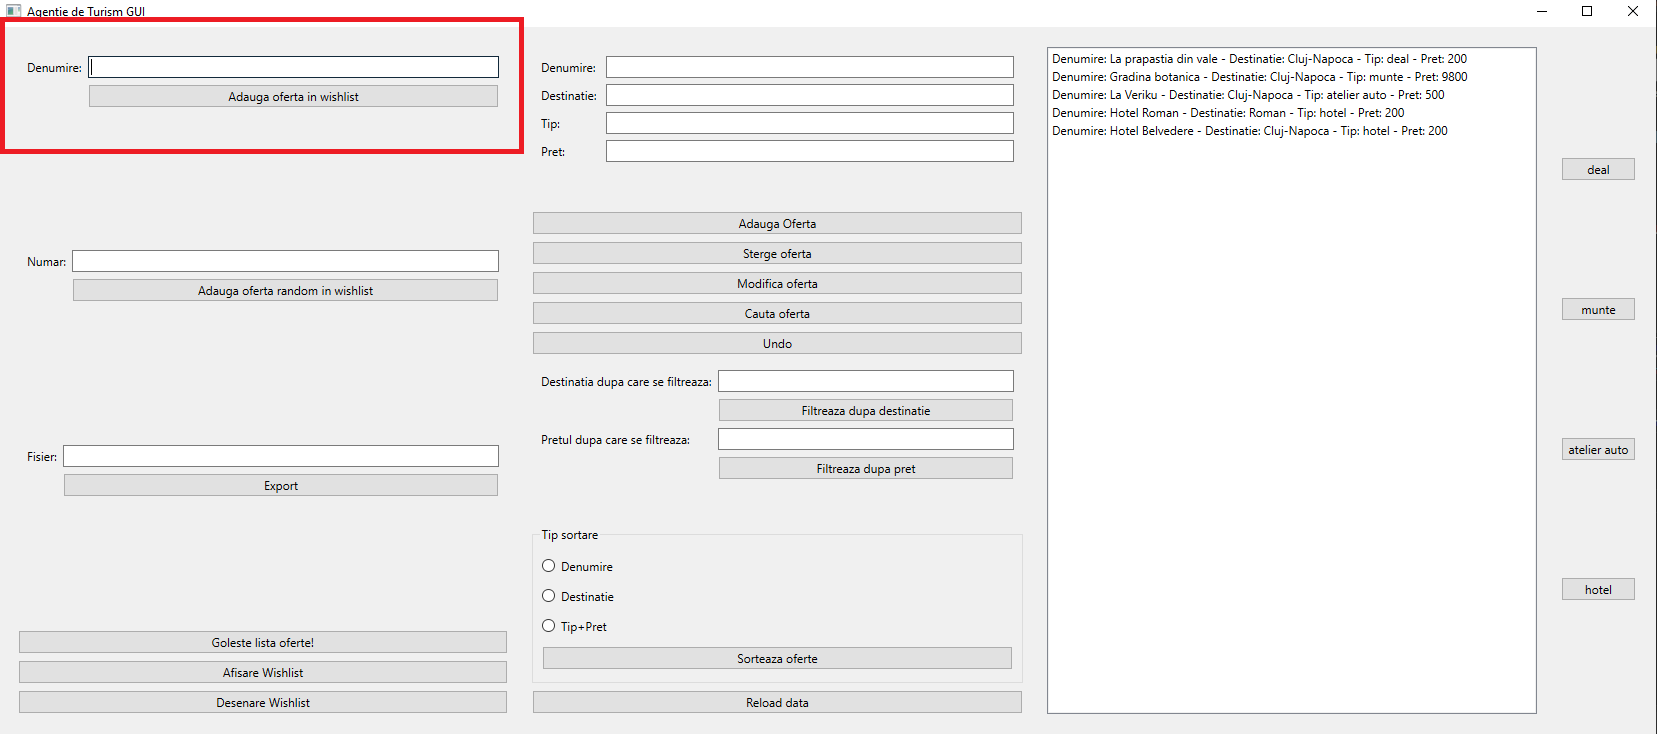 Agentie de Turism GUI
Denumire:
Adauga oferta in wishlist
Numar:
Adauga oferta random in wishlist
Fisier:
Export
Goleste lista oferte!
Afisare Wishlist
Desenare Wishlist
Denumire:
Destinatie:
Tip:
Pret:
Adauga Oferta
Sterge oferta
Modifica oferta
Cauta oferta
Undo
Destinatia dupa care se filtreaza:
Filtreaza dupa destinatie
Pretul dupa care se filtreaza:
Filtreaza dupa pret
Tip sortare
Denumire
Destinatie
Tip+Pret
Sorteaza oferte
Reload data
Denumire: La prapastia din vale - Destinatie: Cluj-Napoca - Tip: deal - Pret: 200
Denumire: Gradina botanica - Destinatie: Cluj-Napoca - Tip: munte - Pret: 9800
Denumire: La Veriku - Destinatie: Cluj-Napoca - Tip: atelier auto - Pret: 500
Denumire: Hotel Roman - Destinatie: Roman - Tip: hotel - Pret: 200
Denumire: Hotel Belvedere - Destinatie: Cluj-Napoca - Tip: hotel - Pret: 200
deal
munte
atelier auto
hotel